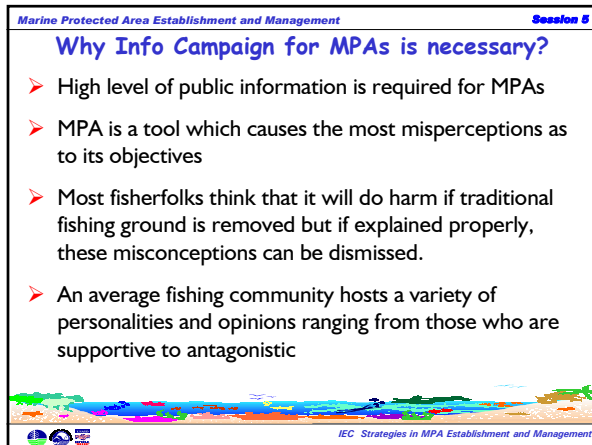 Marine Protected Area Establishment and Management Session 5
Why Info Campaign for MPAs is necessary?
➢ High level of public information is required for MPAs
➢ MPA is a tool which causes the most misperceptions as
to its objectives
➢ Most fisherfolks think that it will do harm if traditional
fishing ground is removed but if explained properly,
these misconceptions can be dismissed.
➢ An average fishing community hosts a variety of
personalities and opinions ranging from those who are
supportive to antagonistic
IEC Strategies in MPA Establishment and Management